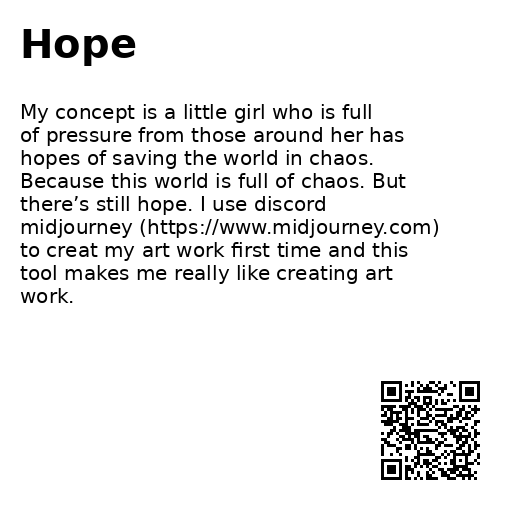 Hope
My concept is a little girl who is full
of pressure from those around her has
hopes of saving the world in chaos.
Because this world is full of chaos. But
there’s still hope. I use discord
midjourney (https://www.midjourney.com)
to creat my art work first time and this
tool makes me really like creating art
work.